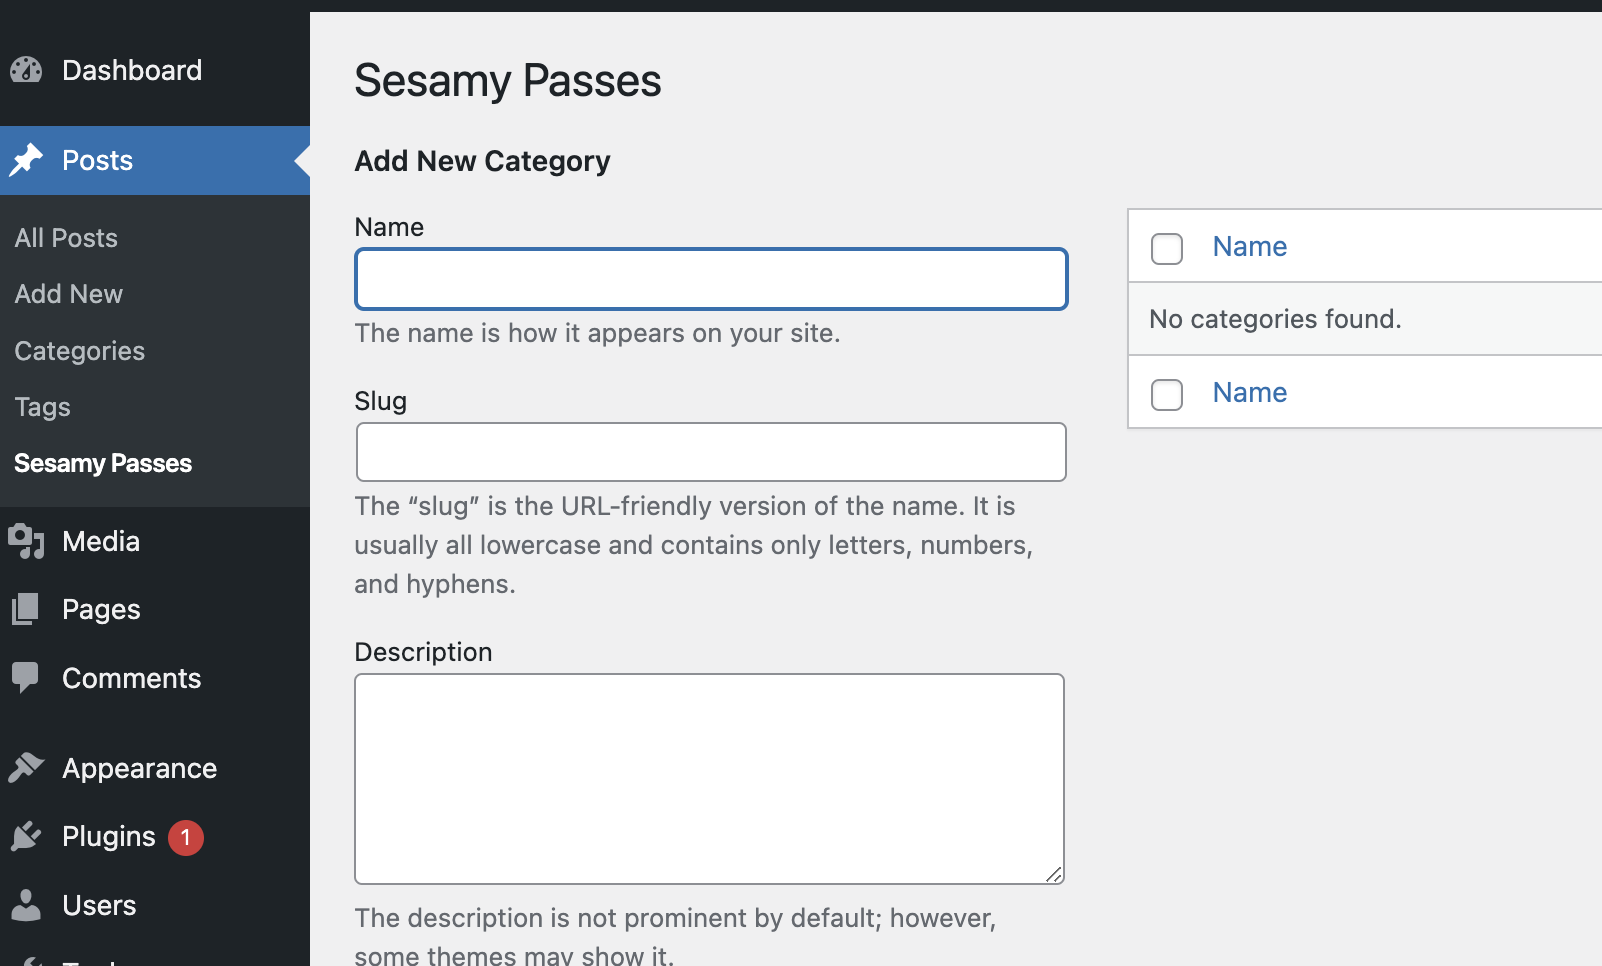 Dashboard
Posts
All Posts
Add New
Categories
Tags
Sesamy Passes
Media
Pages
Comments
Appearance
Plugins 1
Users
Sesamy Passes
Add New Category
Name
The name is how it appears on your site.
Slug
The “slug” is the URL-friendly version of the name. It is
usually all lowercase and contains only letters, numbers,
and hyphens.
Description
The description is not prominent by default; however,
some themes may show it.
Name
No categories found.
Name